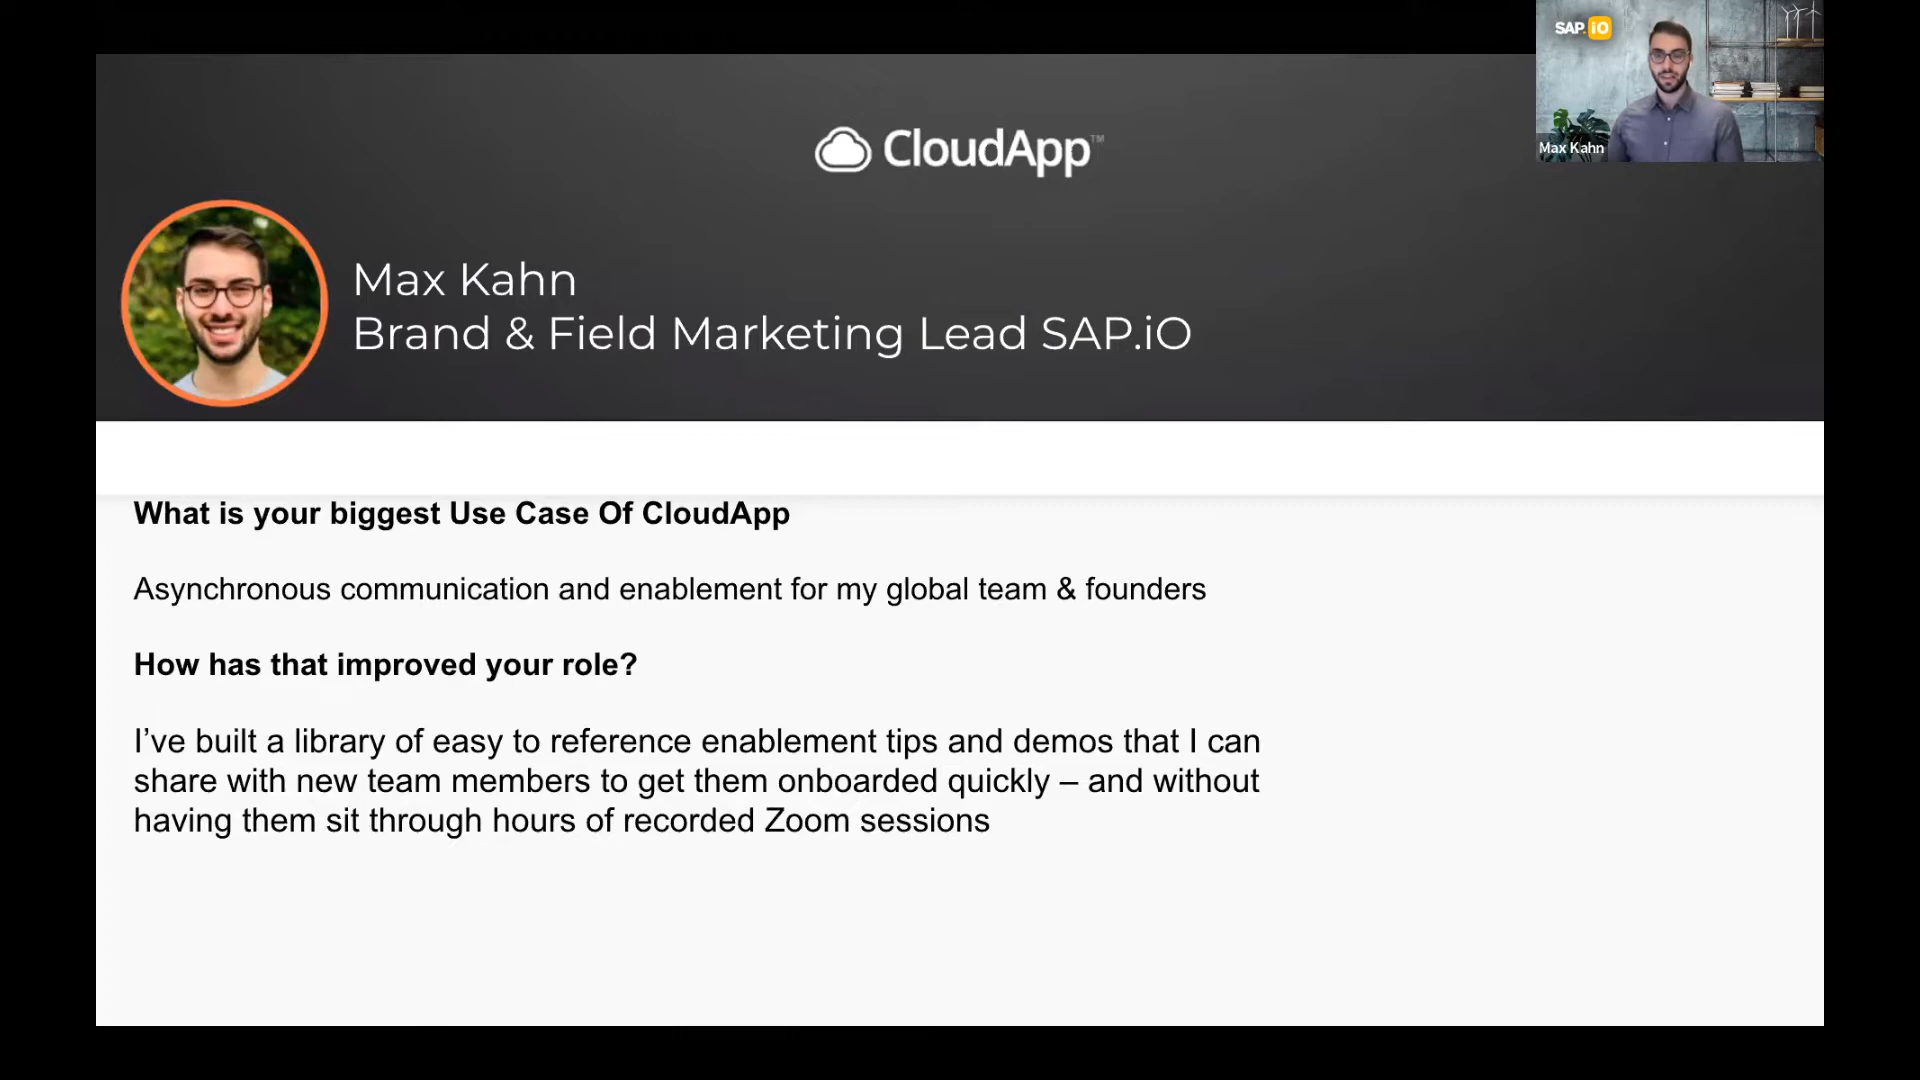 SAP iO
Max Kahn
CloudApp™
Max Kahn
Brand & Field Marketing Lead SAP.iO
What is your biggest Use Case Of CloudApp
Asynchronous communication and enablement for my global team & founders
How has that improved your role?
I’ve built a library of easy to reference enablement tips and demos that I can
share with new team members to get them onboarded quickly – and without
having them sit through hours of recorded Zoom sessions